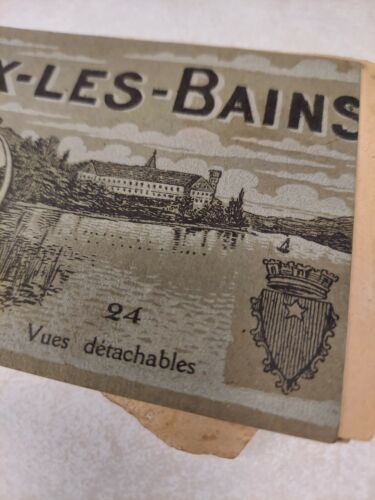 X-LES-BAINS
24
Vues détachables